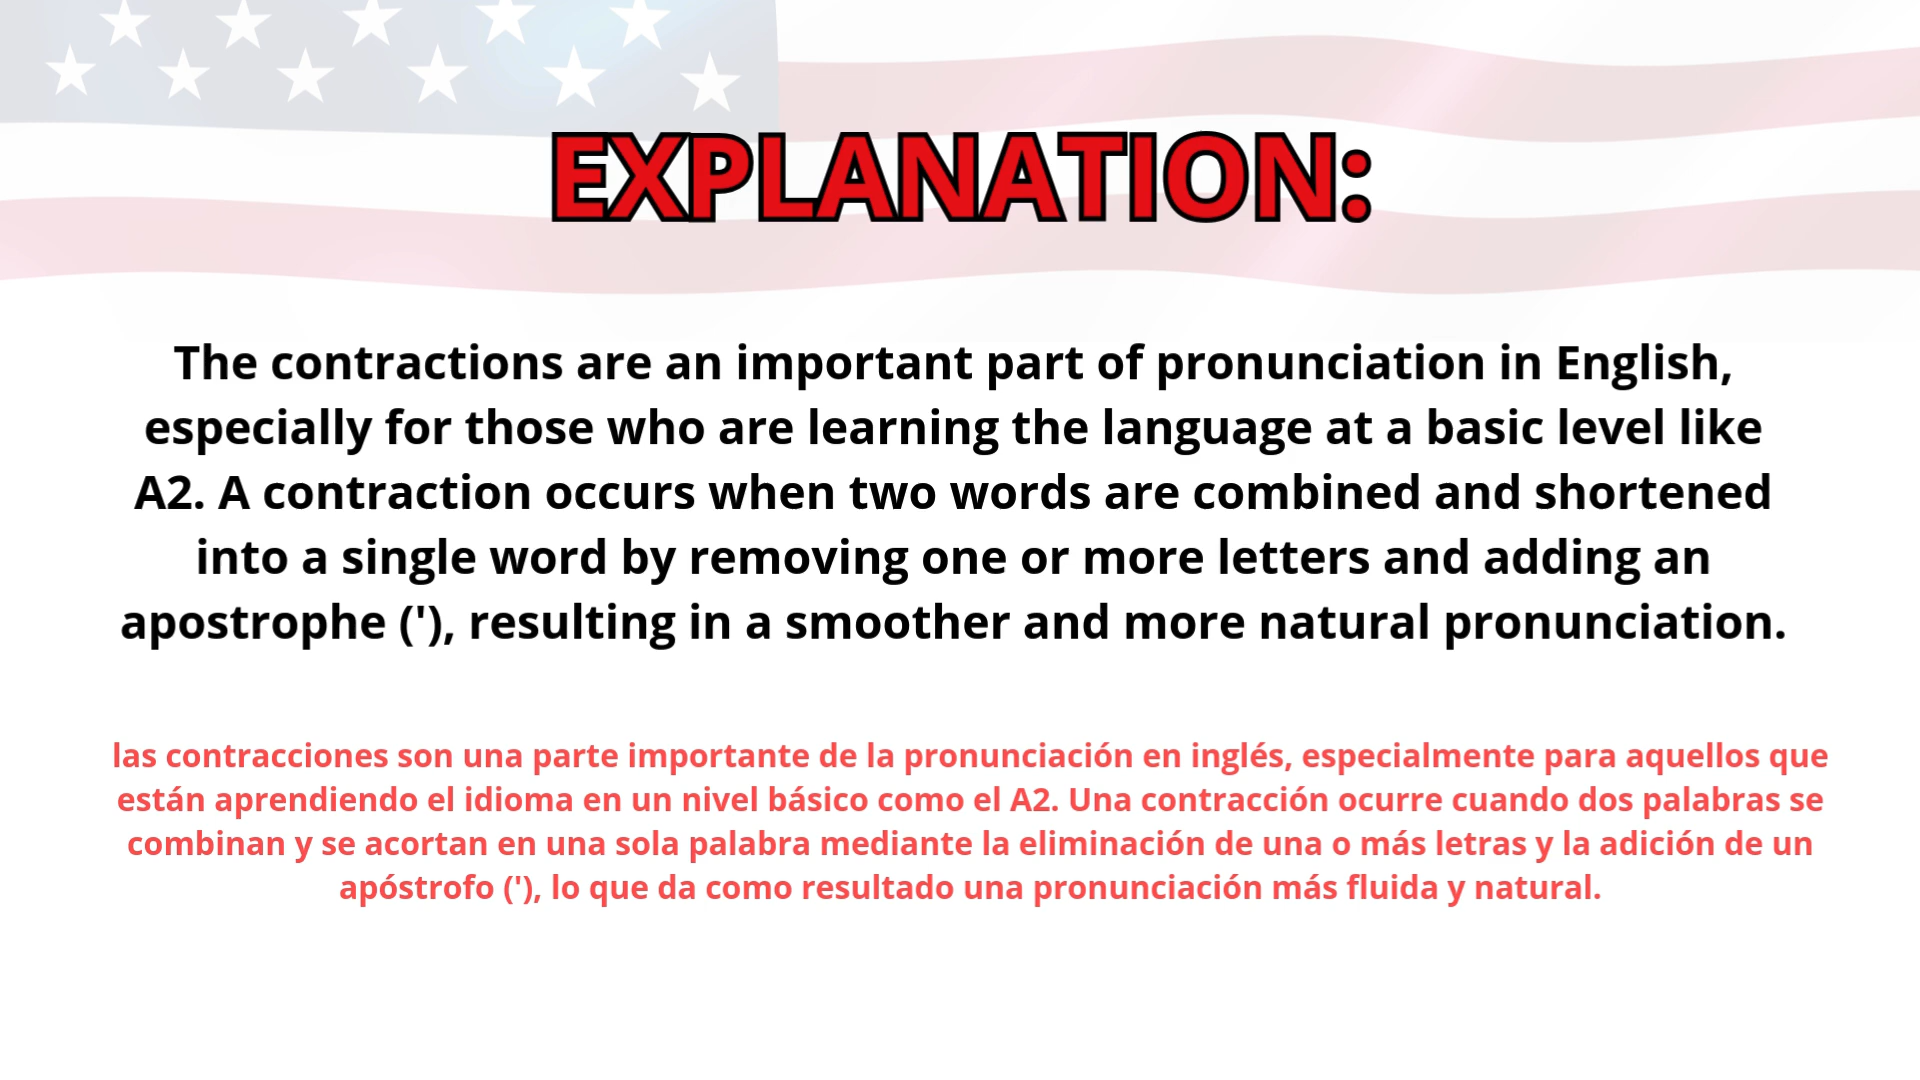 EXPLANATION:
The contractions are an important part of pronunciation in English,
especially for those who are learning the language at a basic level like
A2. A contraction occurs when two words are combined and shortened
into a single word by removing one or more letters and adding an
apostrophe ('), resulting in a smoother and more natural pronunciation.
las contracciones son una parte importante de la pronunciación en inglés, especialmente para aquellos que
están aprendiendo el idioma en un nivel básico como el A2. Una contracción ocurre cuando dos palabras se
combinan y se acortan en una sola palabra mediante la eliminación de una o más letras y la adición de un
apóstrofo ('), lo que da como resultado una pronunciación más fluida y natural.